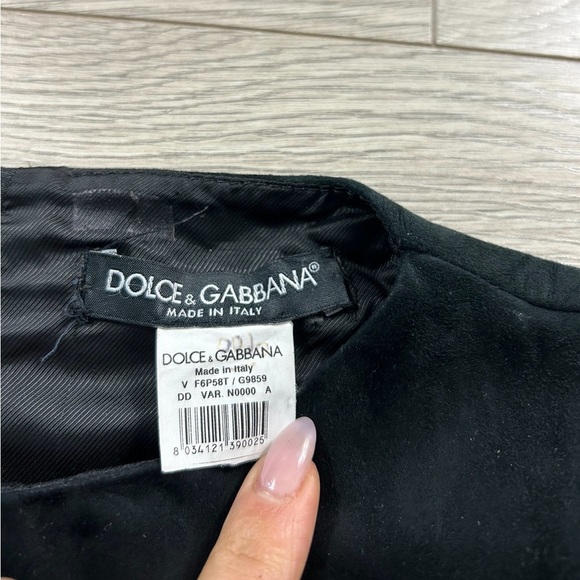 DOLCE & GABBANA®
MADE IN ITALY
DOLCE & GABBANA
Made in Italy
V F6P58T / G9859
DD VAR. N0000 A
8 034121 390025